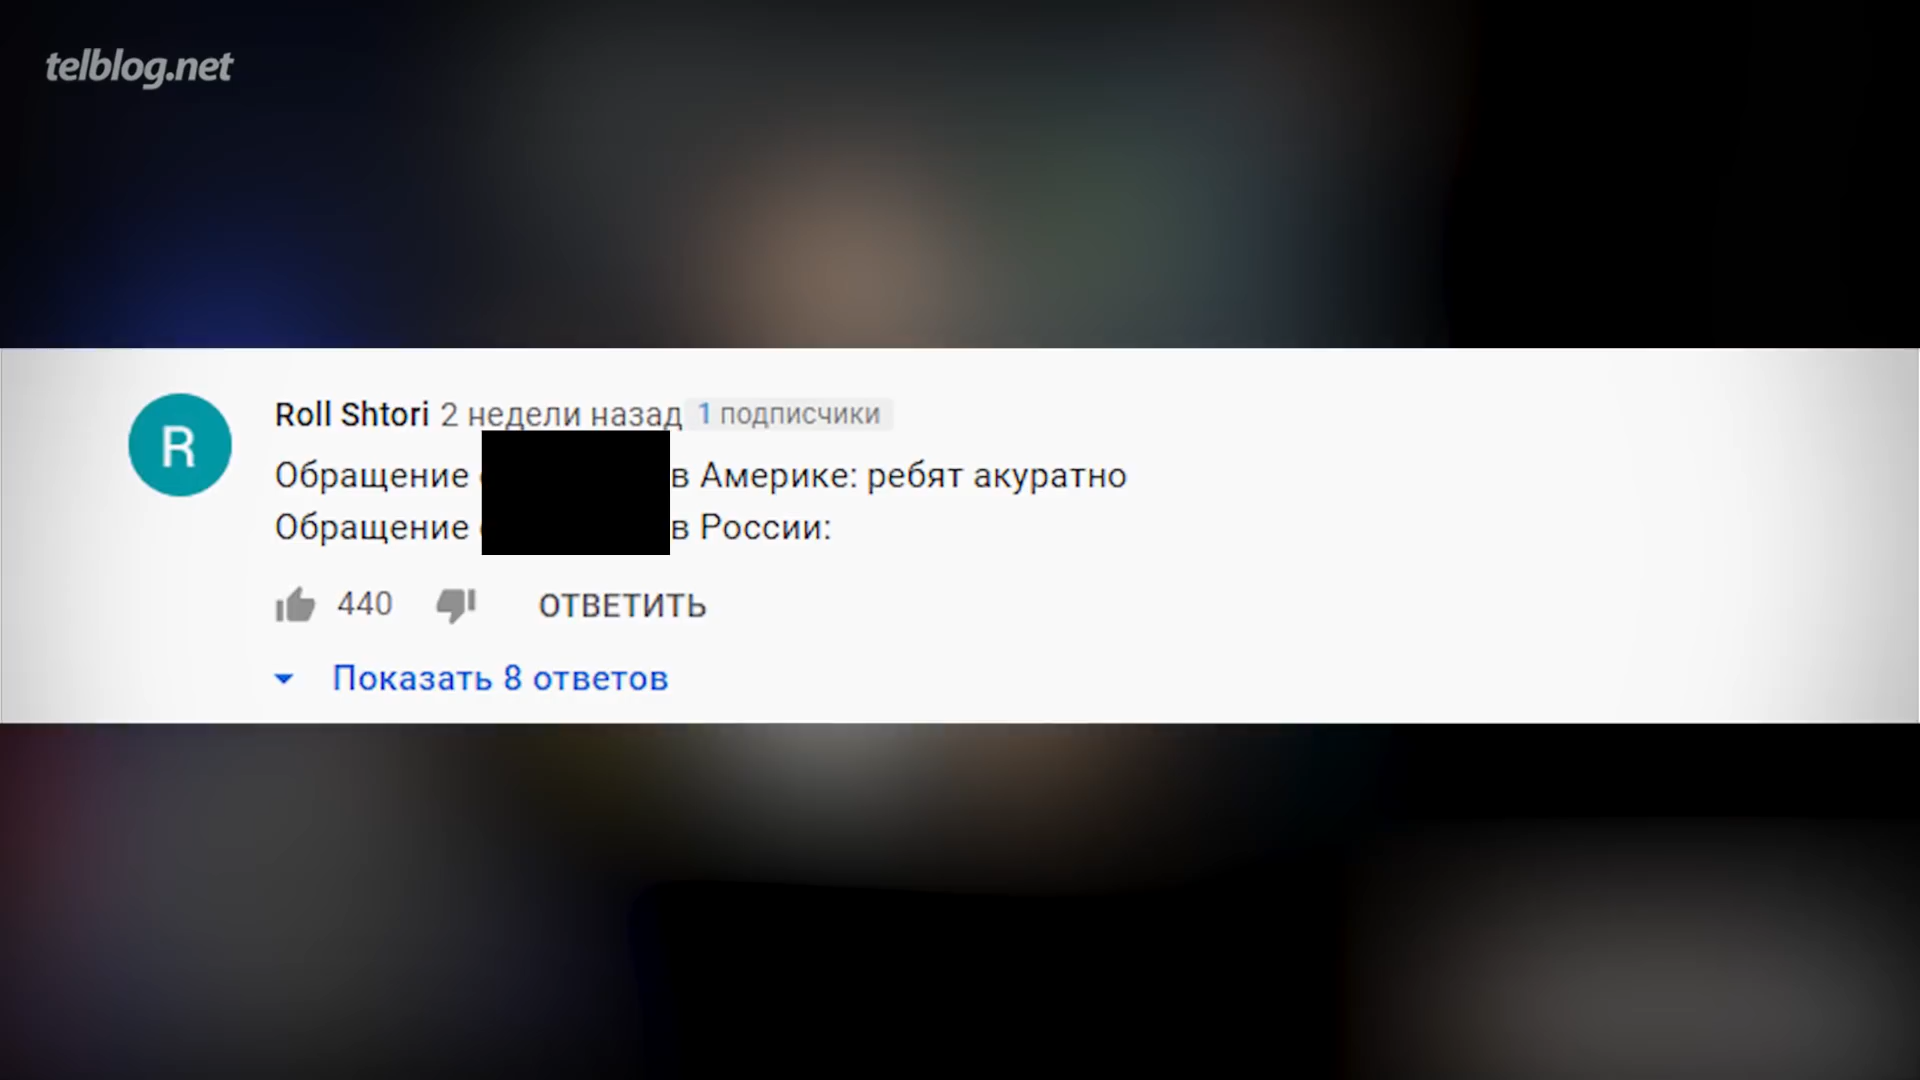 telblog.net
R
Roll Shtori 2 недели назад 1 подписчики
Обращение в Америке: ребят акуратно
Обращение в России:
440 ОТВЕТИТЬ
Показать 8 ответов